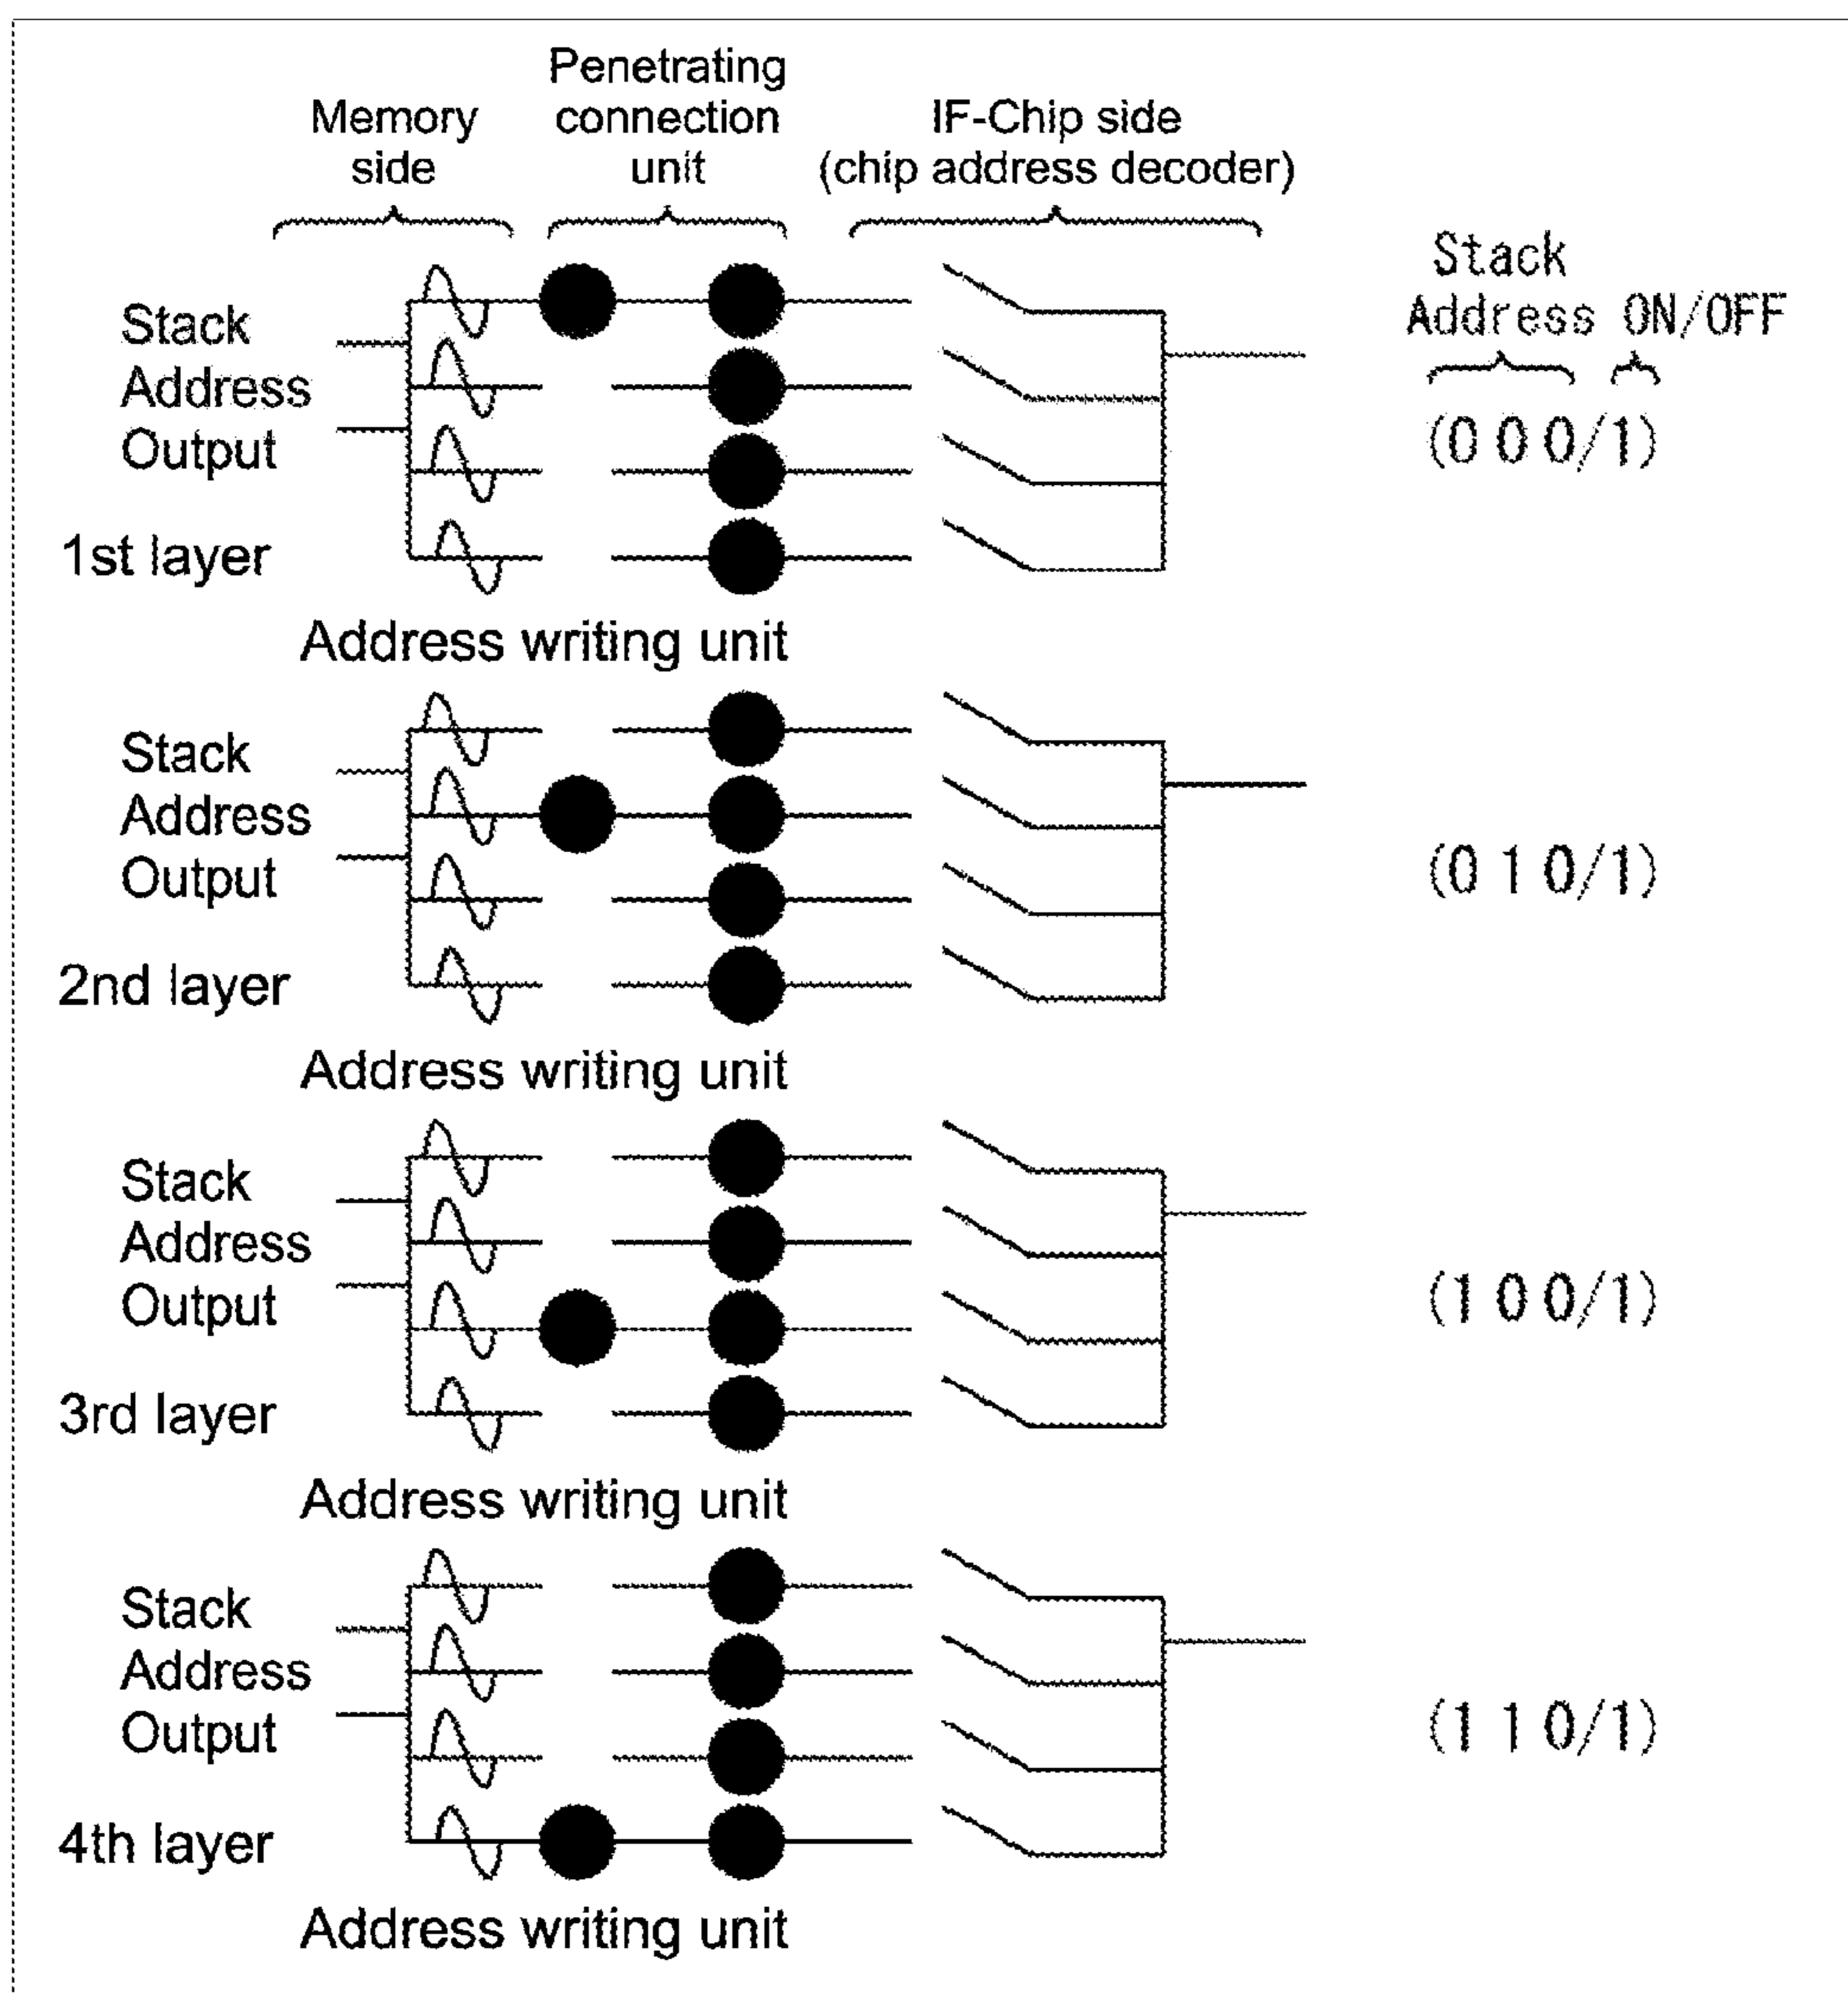 Penetrating
connection
unit
Memory
side
IF-Chip side
(chip address decoder)
Stack
Address ON/OFF
Stack
Address
Output
(0 0 0/1)
1st layer
Address writing unit
Stack
Address
Output
(0 1 0/1)
2nd layer
Address writing unit
Stack
Address
Output
(1 0 0/1)
3rd layer
Address writing unit
Stack
Address
Output
(1 1 0/1)
4th layer
Address writing unit